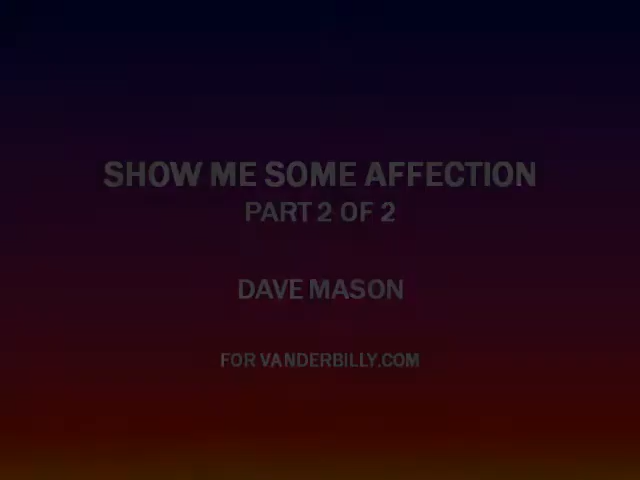 SHOW ME SOME AFFECTION
PART 2 OF 2
DAVE MASON
FOR VANDERBILLY.COM